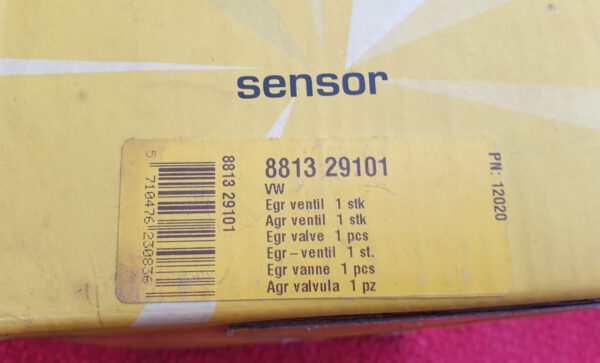 sensor
8813 29101
VW
Egr ventil 1 stk
Agr ventil 1 stk
Egr valve 1 pcs
Egr-ventil 1 st.
Egr vanne 1 pcs
Agr valvula 1 pz
8813 29101
5 710476 230836
PN: 12020